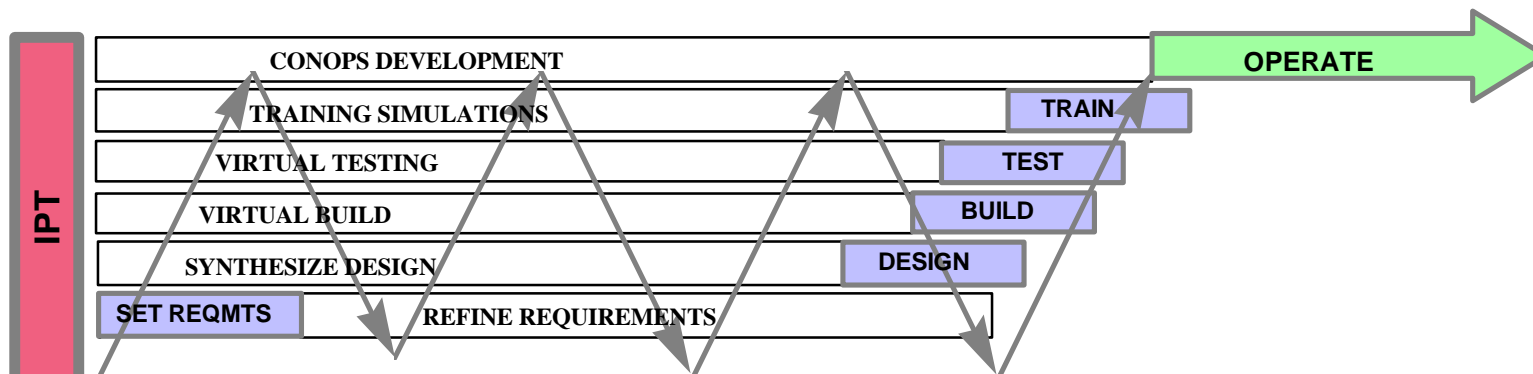 IPT
CONOPS DEVELOPMENT
OPERATE
TRAINING SIMULATIONS
TRAIN
VIRTUAL TESTING
TEST
VIRTUAL BUILD
BUILD
SYNTHESIZE DESIGN
DESIGN
SET REQMTS
REFINE REQUIREMENTS